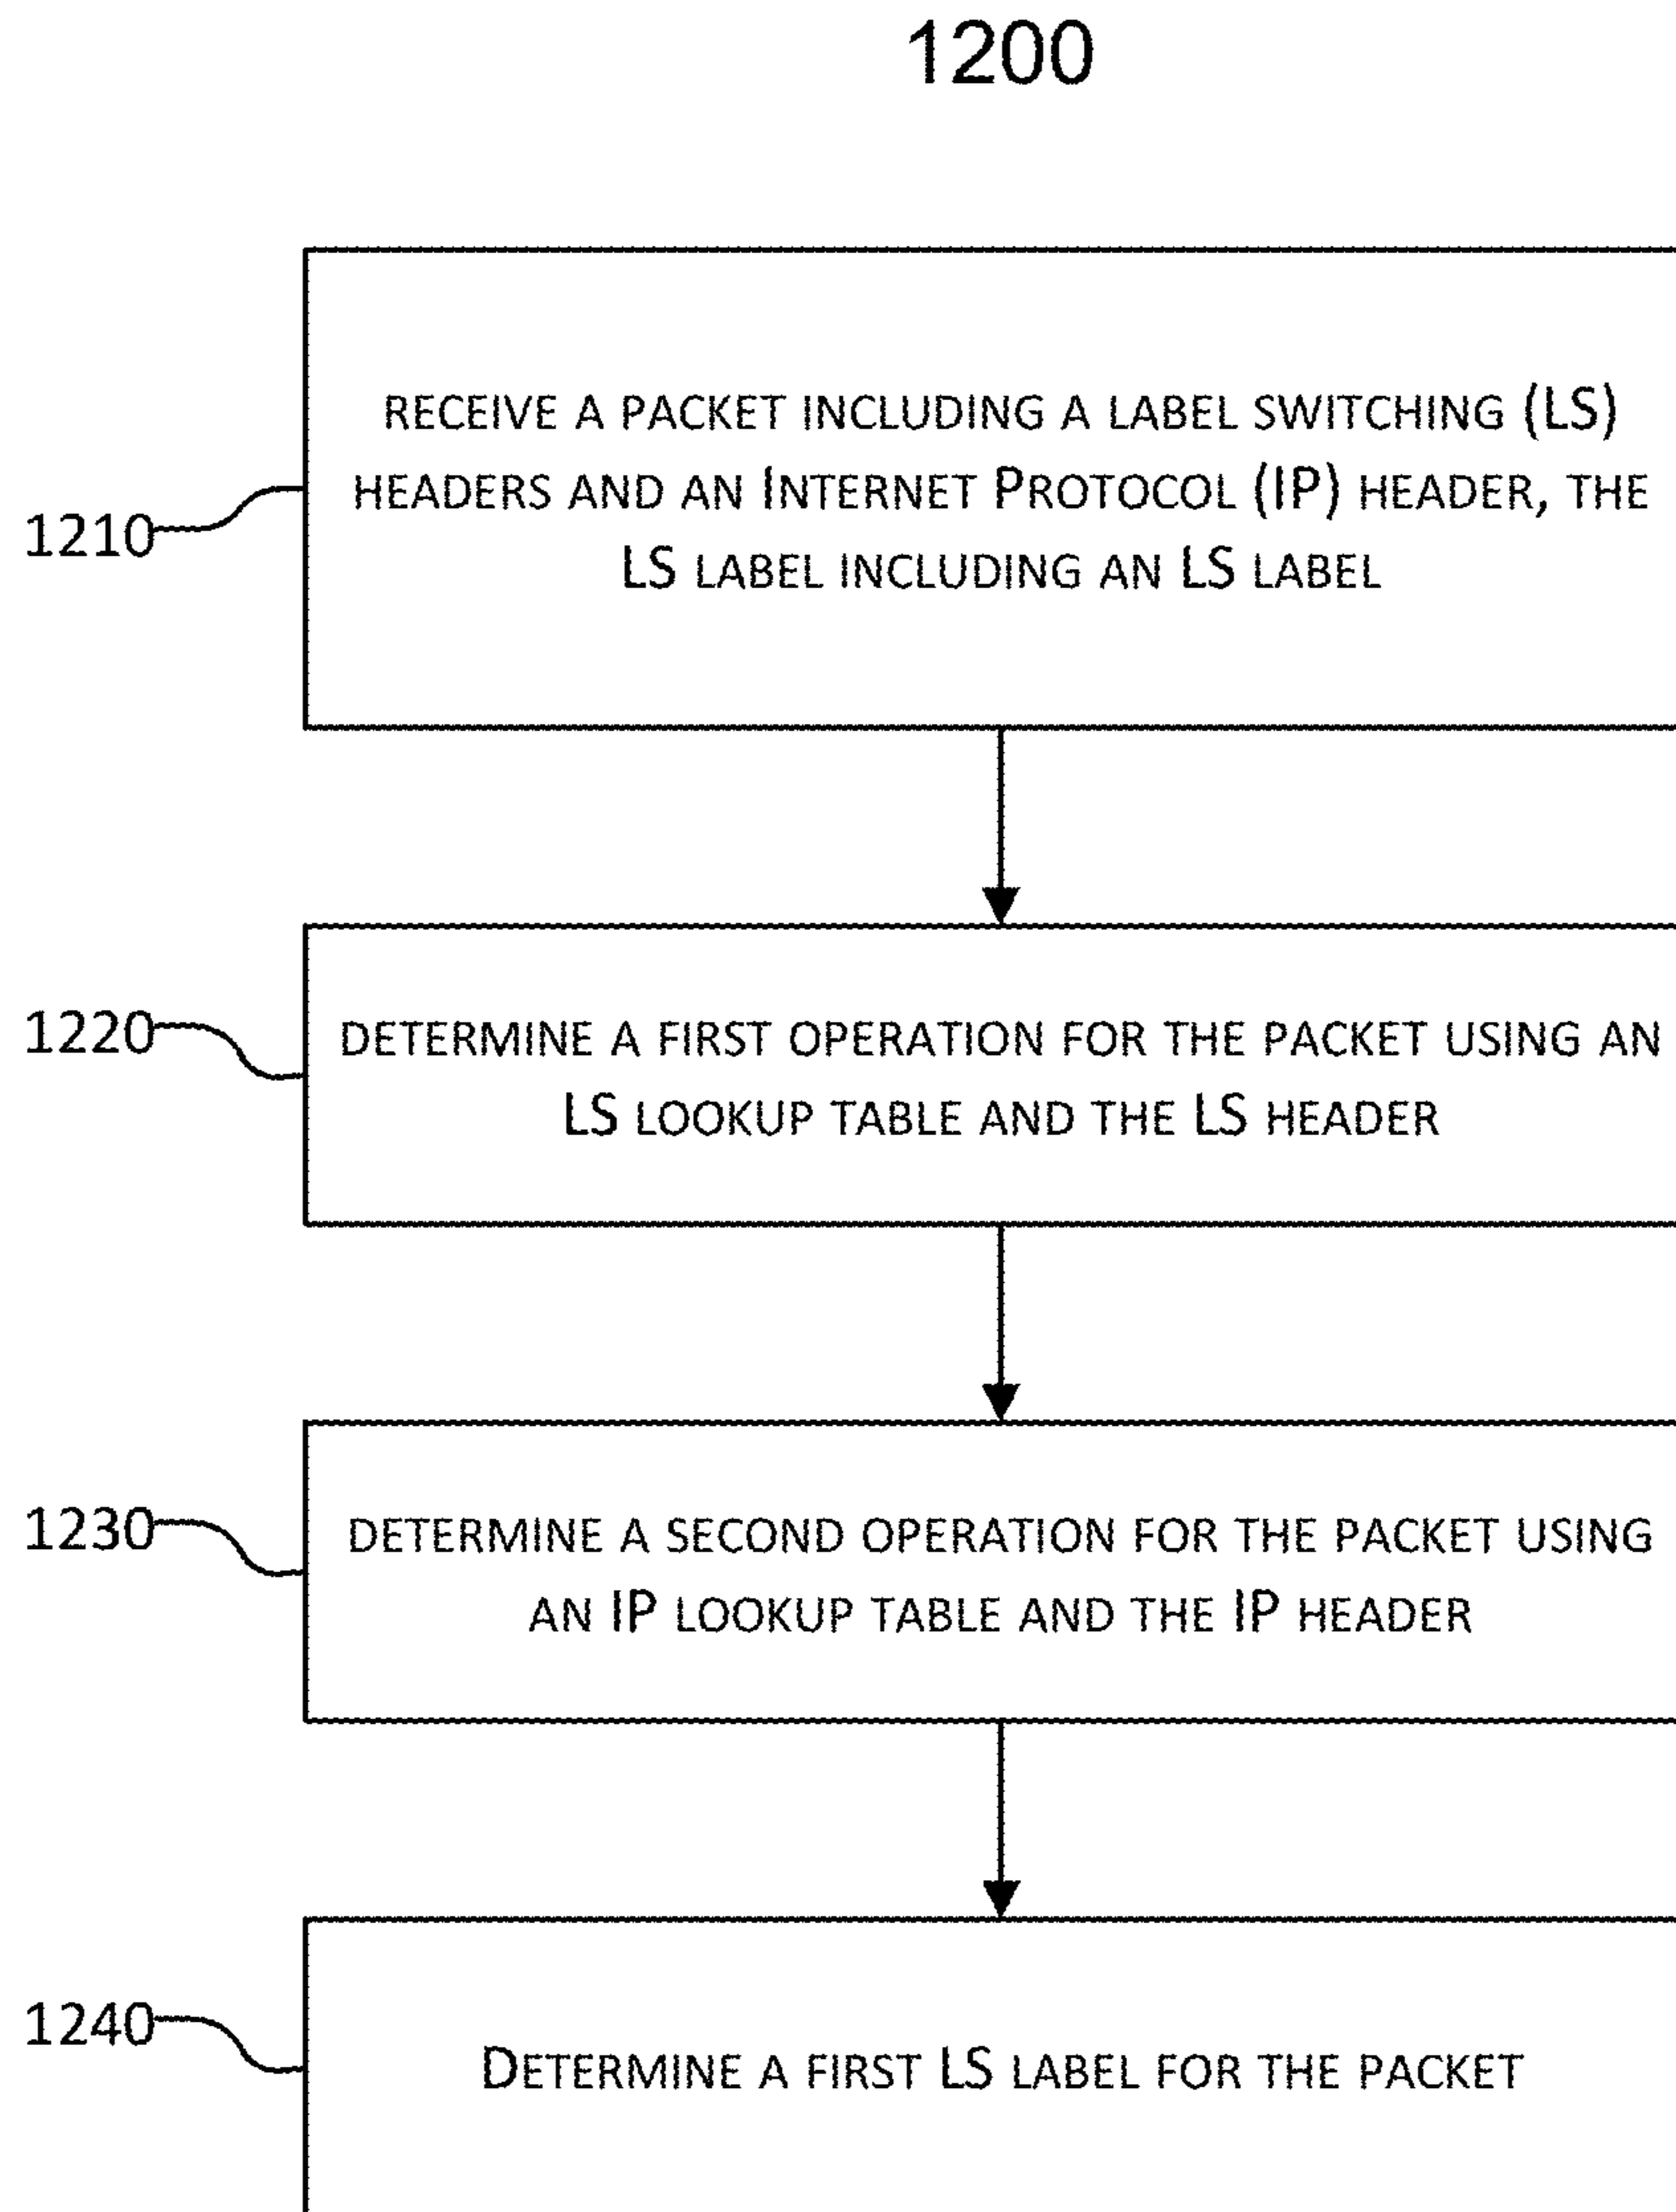 1200
RECEIVE A PACKET INCLUDING A LABEL SWITCHING (LS)
HEADERS AND AN INTERNET PROTOCOL (IP) HEADER, THE
LS LABEL INCLUDING AN LS LABEL
1210
1220
DETERMINE A FIRST OPERATION FOR THE PACKET USING AN
LS LOOKUP TABLE AND THE LS HEADER
1230
DETERMINE A SECOND OPERATION FOR THE PACKET USING
AN IP LOOKUP TABLE AND THE IP HEADER
1240
DETERMINE A FIRST LS LABEL FOR THE PACKET